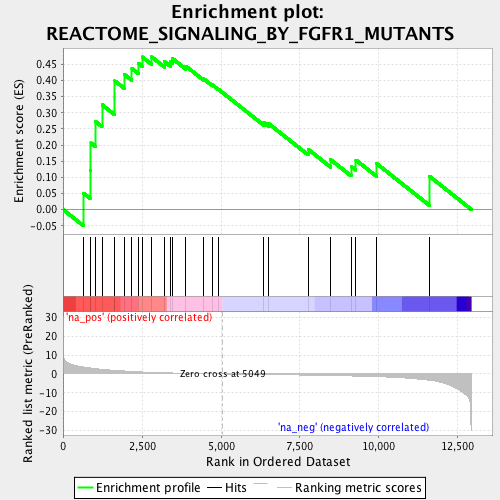 Enrichment plot:
REACTOME_SIGNALING_BY_FGFR1_MUTANTS
Enrichment score (ES)
0.45
0.40
0.35
0.30
0.25
0.20
0.15
0.10
0.05
0.00
-0.05
'na_pos' (positively correlated)
Ranked list metric (PreRanked)
30
20
10
0
-10
-20
-30
Zero cross at 5049
'na_neg' (negatively correlated)
0
2,500
5,000
7,500
10,000
12,500
Rank in Ordered Dataset
Enrichment profile
Hits
Ranking metric scores